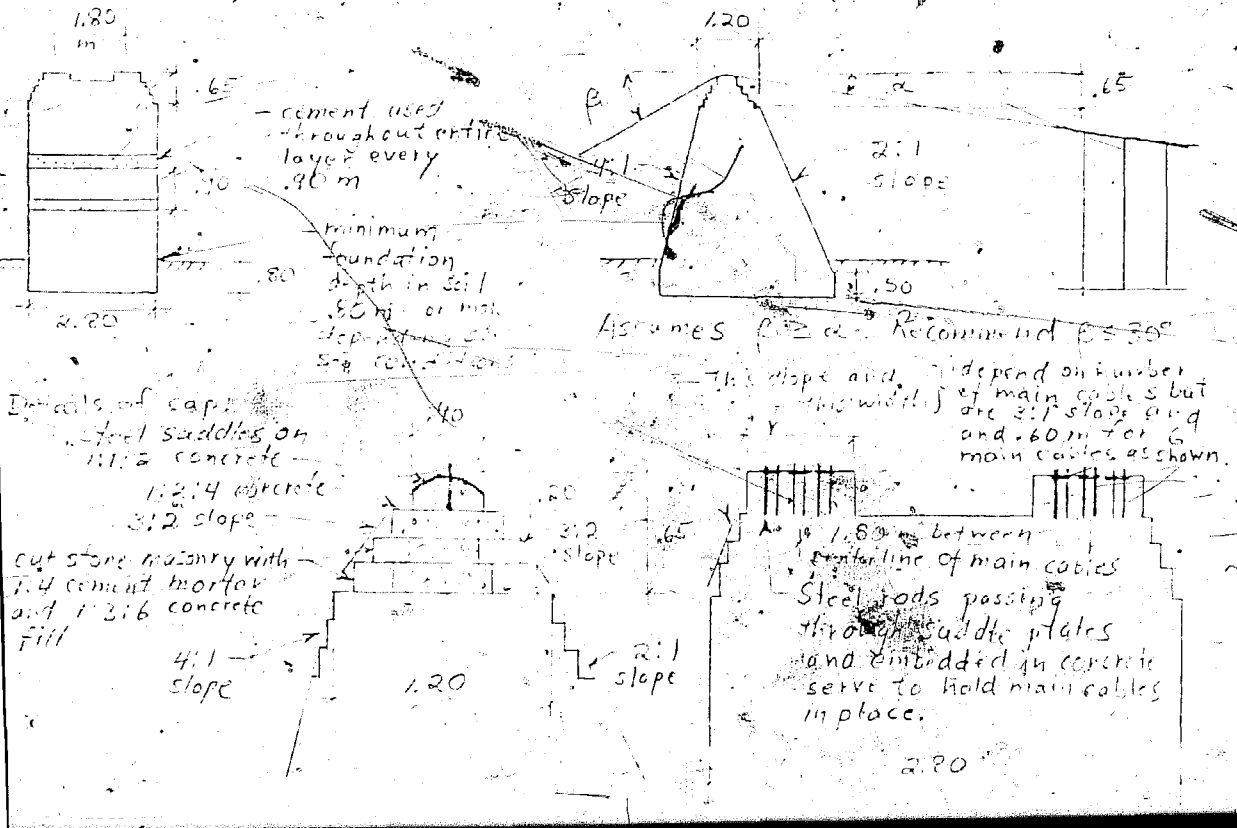 1.80
m
.65
- cement used
throughout entire
layer every
.90 m
.80
2.80
- minimum
foundation
depth in soil
.80 m or
conditions
1.20
β
α
.65
4:1
slope
2:1
slope
.50
Assumes β ≥ α. Recommend β ≤ 30°
This slope and
this width
depend on number
of main cables but
are 3:1 slope and
and .60 m for 6
main cables as shown.
Details of cap:
Steel saddles on
1:1:2 concrete
1:2:4 concrete
3:2 slope
cut stone masonry with
1:4 cement mortar
and 1:3:6 concrete
fill
4:1
slope
.40
.20
3:2
slope
.65
1.20
2:1
slope
1.80 m between
centerline of main cables
Steel rods passing
through saddle plates
and embedded in concrete
serve to hold main cables
in place.
2.80